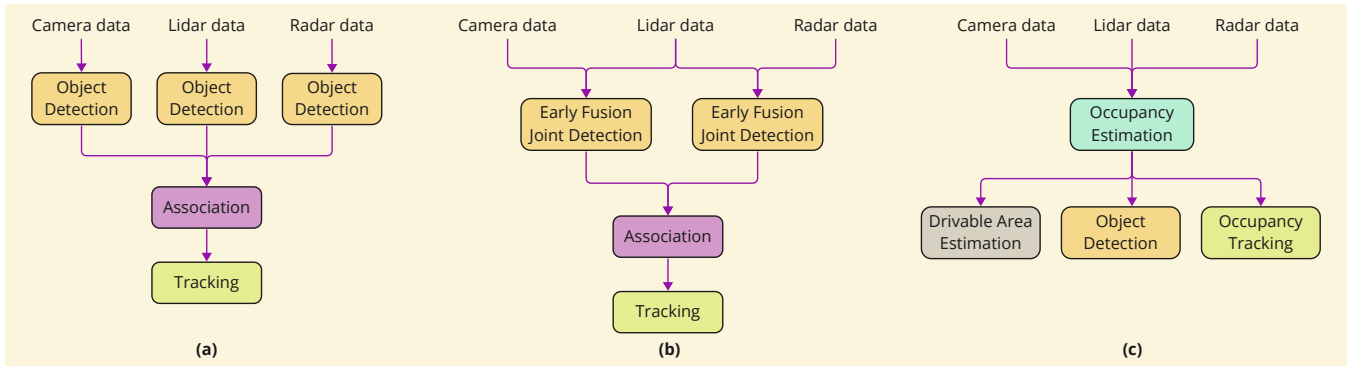 Camera data
Lidar data
Radar data
Object
Detection
Object
Detection
Object
Detection
Association
Tracking
(a)
Camera data
Lidar data
Radar data
Early Fusion
Joint Detection
Early Fusion
Joint Detection
Association
Tracking
(b)
Camera data
Lidar data
Radar data
Occupancy
Estimation
Drivable Area
Estimation
Object
Detection
Occupancy
Tracking
(c)